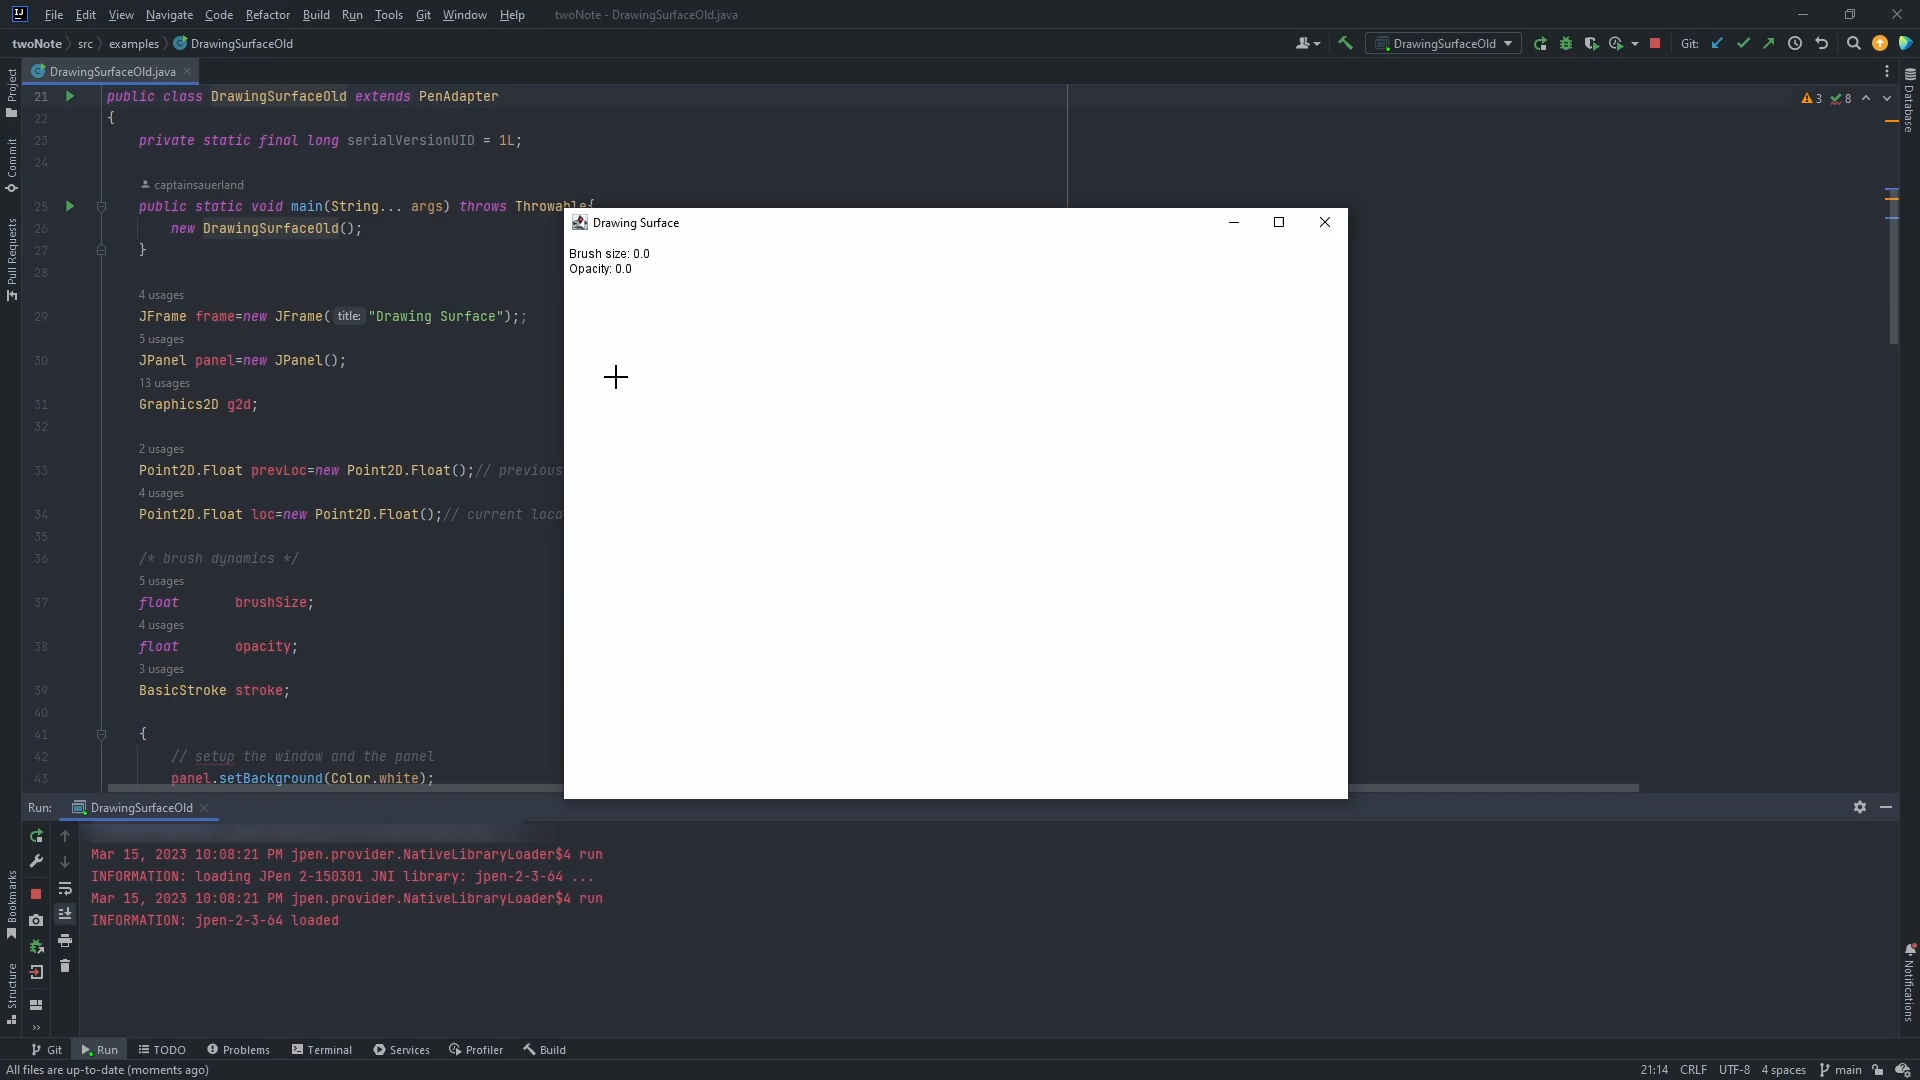 File Edit View Navigate Code Refactor Build Run Tools Git Window Help twoNote - DrawingSurfaceOld.java
twoNote src examples DrawingSurfaceOld DrawingSurfaceOld Git:
DrawingSurfaceOld.java
Project
Commit
Pull Requests
Bookmarks
Structure
Database
Notifications
3 8
21 public class DrawingSurfaceOld extends PenAdapter
22 {
23 private static final long serialVersionUID = 1L;
24
captainsauerland
25 public static void main(String... args) throws Throwable{
26 new DrawingSurfaceOld();
27 }
28
4 usages
29 JFrame frame=new JFrame( title: "Drawing Surface");;
5 usages
30 JPanel panel=new JPanel();
13 usages
31 Graphics2D g2d;
32
2 usages
33 Point2D.Float prevLoc=new Point2D.Float();// previous
4 usages
34 Point2D.Float loc=new Point2D.Float();// current loca
35
36 /* brush dynamics */
5 usages
37 float brushSize;
4 usages
38 float opacity;
3 usages
39 BasicStroke stroke;
40
41 {
42 // setup the window and the panel
43 panel.setBackground(Color.white);
Drawing Surface
Brush size: 0.0
Opacity: 0.0
Run: DrawingSurfaceOld
Mar 15, 2023 10:08:21 PM jpen.provider.NativeLibraryLoader$4 run
INFORMATION: loading JPen 2-150301 JNI library: jpen-2-3-64 ...
Mar 15, 2023 10:08:21 PM jpen.provider.NativeLibraryLoader$4 run
INFORMATION: jpen-2-3-64 loaded
Git Run TODO Problems Terminal Services Profiler Build
All files are up-to-date (moments ago) 21:14 CRLF UTF-8 4 spaces main